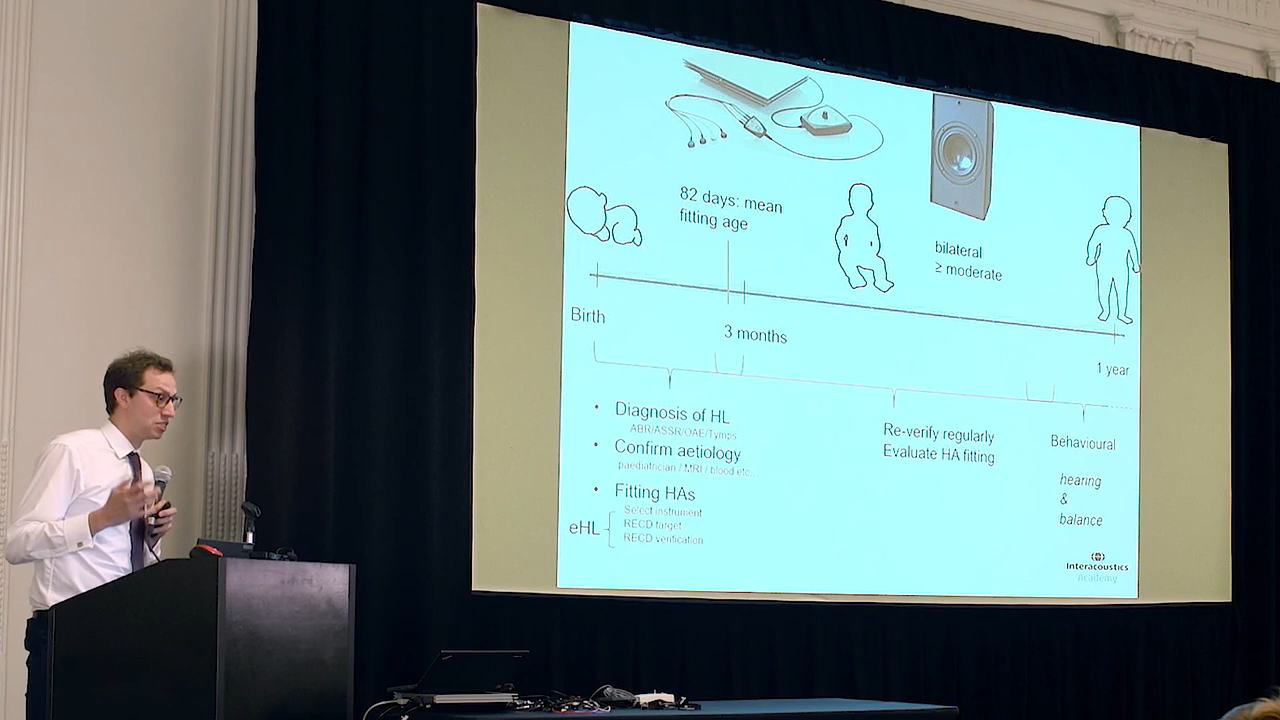 82 days: mean
fitting age
bilateral
≥ moderate
Birth
3 months
1 year
• Diagnosis of HL
ABR/ASSR/OAE/Tymps
• Confirm aetiology
paediatrician / MRI / blood etc...
• Fitting HAs
eHL
Select instrument
RECD target
RECD verification
Re-verify regularly
Evaluate HA fitting
Behavioural
hearing
&
balance
Interacoustics
Academy